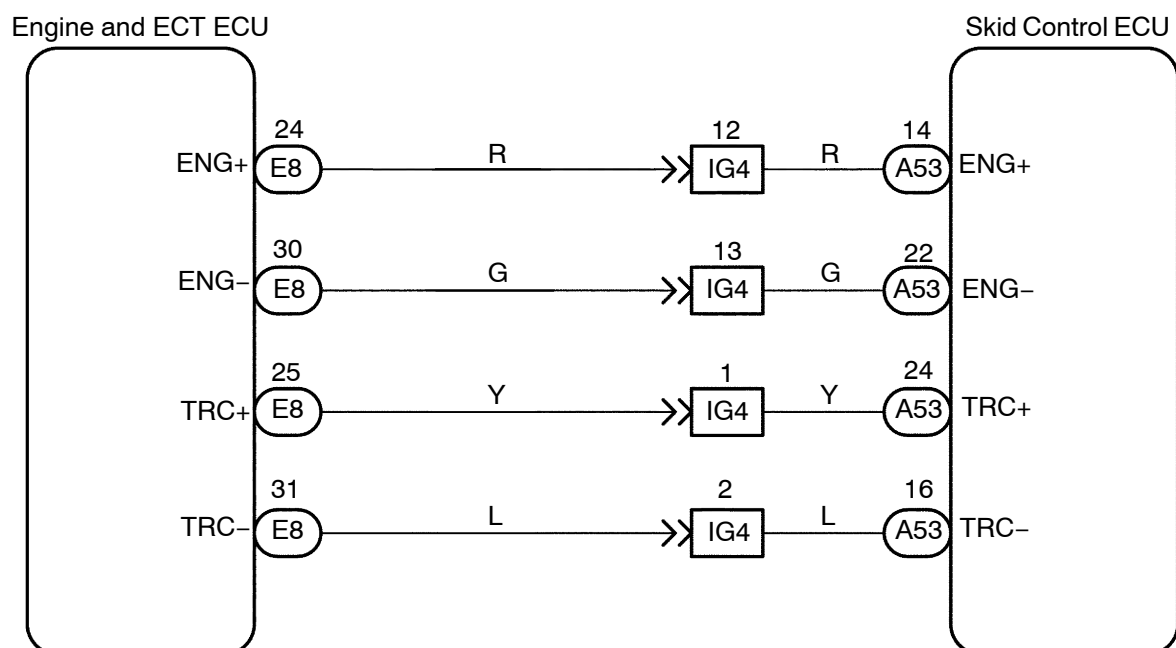 Engine and ECT ECU Skid Control ECU
24 12 14
ENG+ E8 R IG4 R A53 ENG+
30 13 22
ENG− E8 G IG4 G A53 ENG−
25 1 24
TRC+ E8 Y IG4 Y A53 TRC+
31 2 16
TRC− E8 L IG4 L A53 TRC−